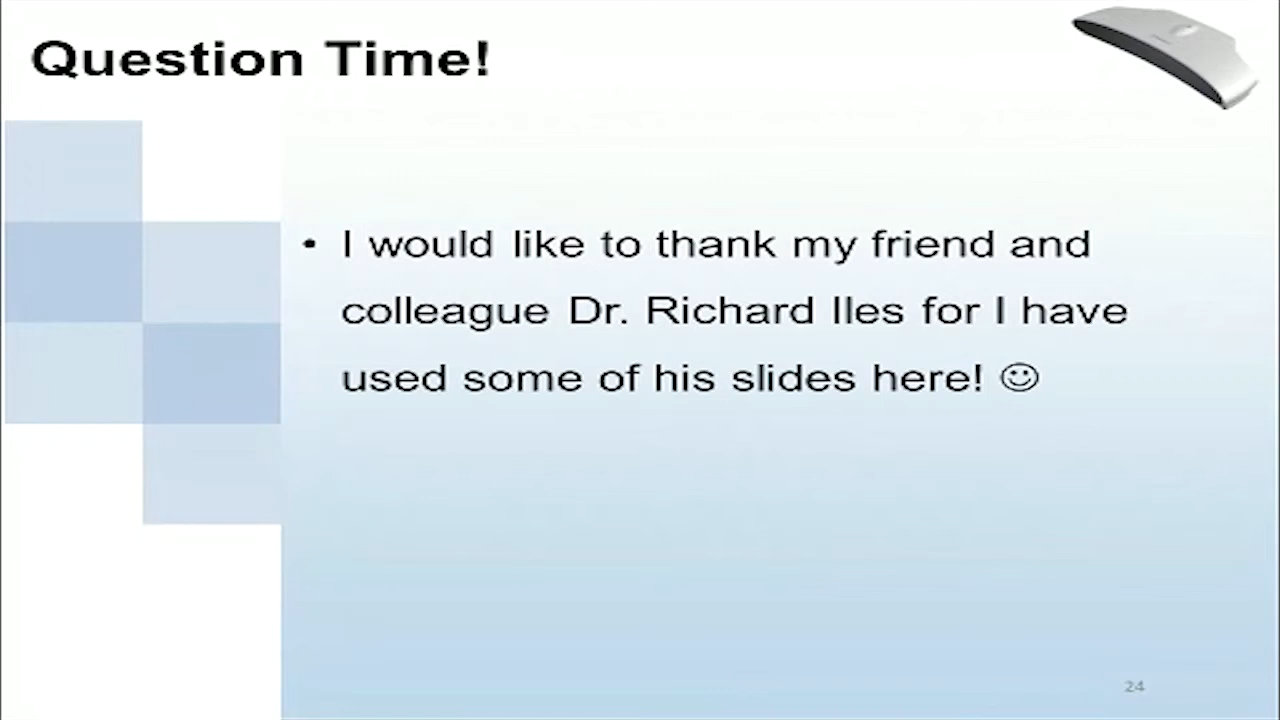 Question Time!
• I would like to thank my friend and
colleague Dr. Richard Iles for I have
used some of his slides here! ☺
24